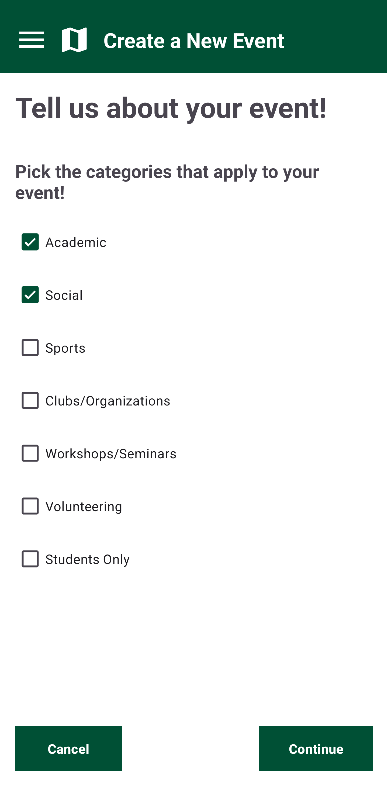 Create a New Event
Tell us about your event!
Pick the categories that apply to your
event!
Academic
Social
Sports
Clubs/Organizations
Workshops/Seminars
Volunteering
Students Only
Cancel
Continue